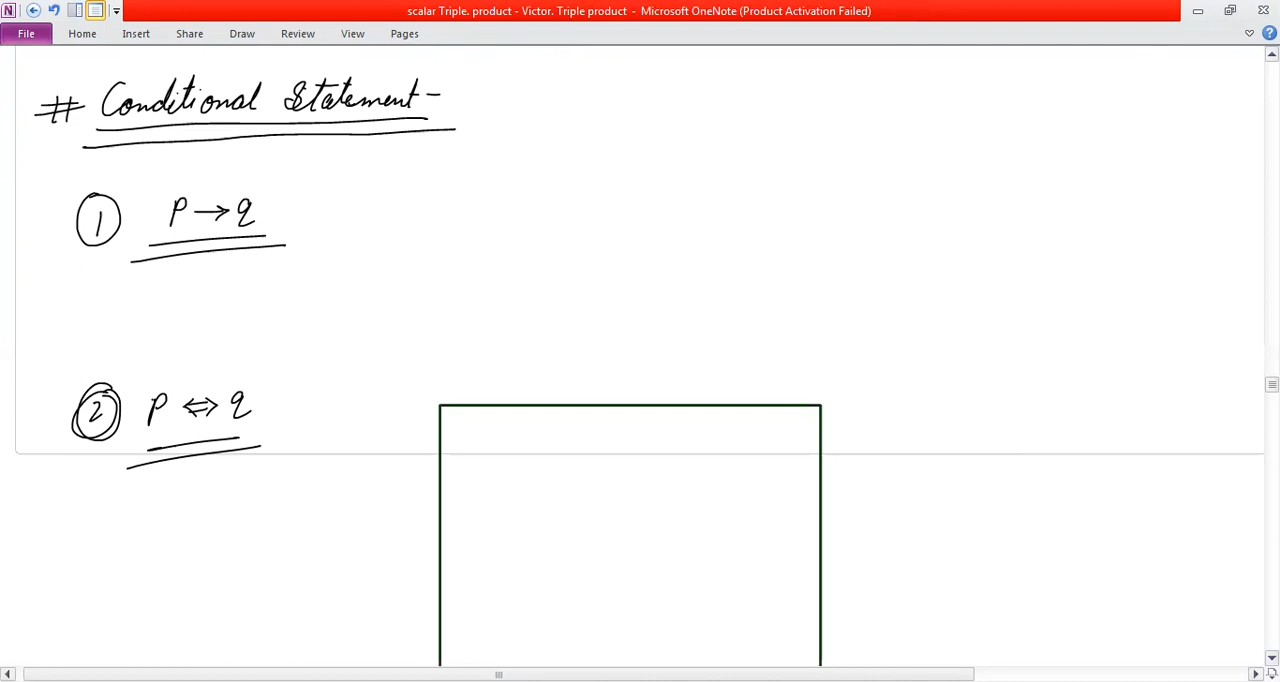 scalar Triple. product - Victor. Triple product - Microsoft OneNote (Product Activation Failed)
File Home Insert Share Draw Review View Pages
# Conditional Statement -
1 P → q
2 P ⇔ q